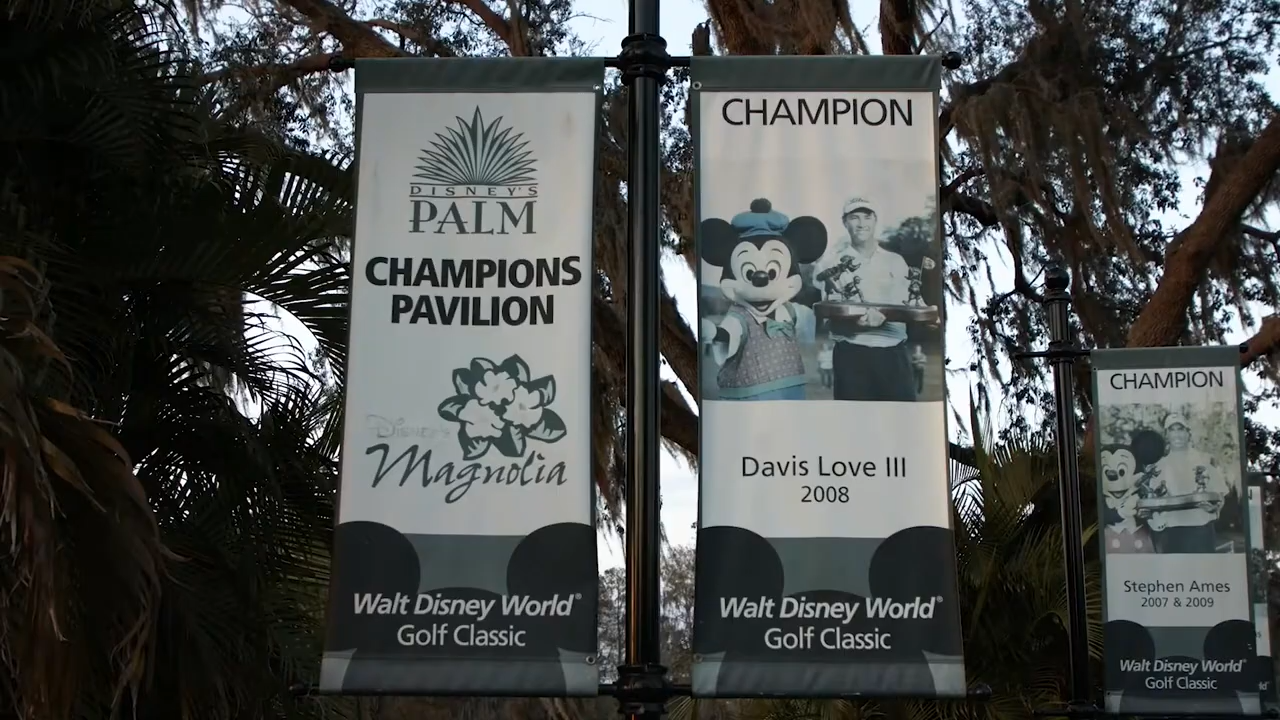 DISNEY'S
PALM
CHAMPIONS
PAVILION
Disney's
Magnolia
Walt Disney World®
Golf Classic
CHAMPION
Davis Love III
2008
Walt Disney World®
Golf Classic
CHAMPION
Stephen Ames
2007 & 2009
Walt Disney World®
Golf Classic